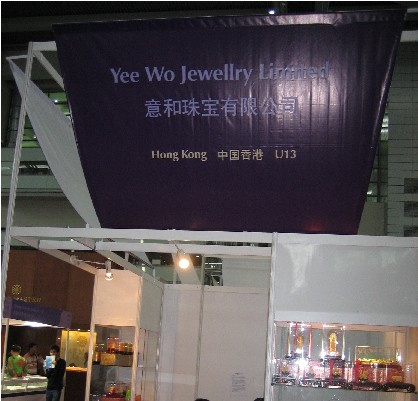 Yee Wo Jewellry Limited
意和珠宝有限公司
Hong Kong 中国香港 U13